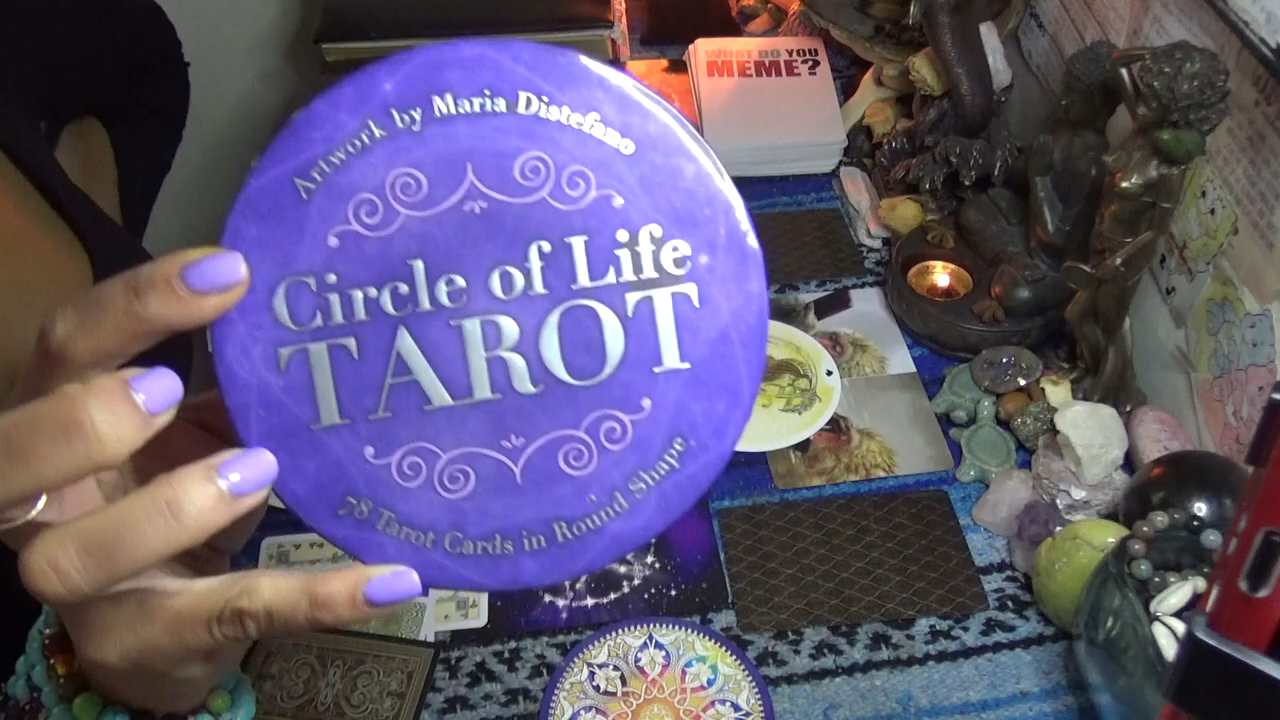 Artwork by Maria Distefano
Circle of Life
TAROT
78 Tarot Cards in Round Shape.
WHAT DO YOU
MEME?